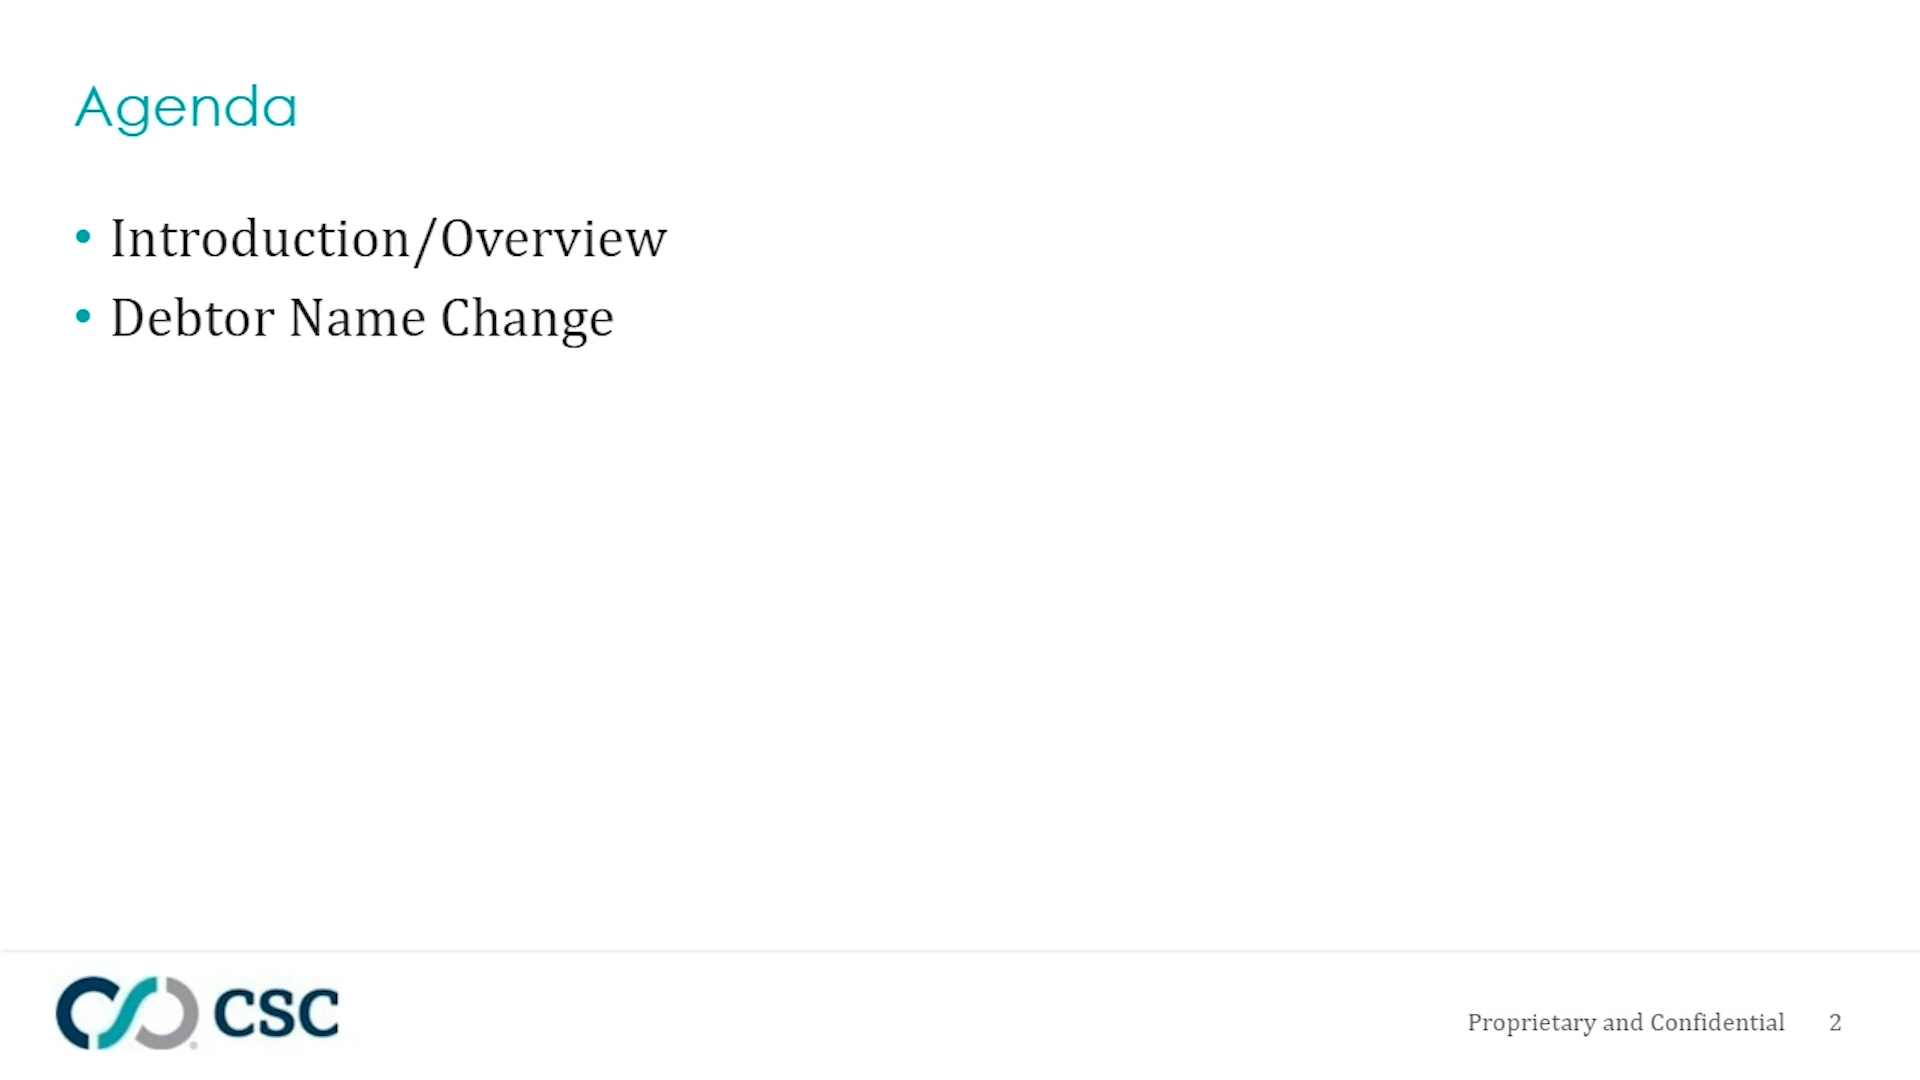 Agenda
• Introduction/Overview
• Debtor Name Change
CSC
Proprietary and Confidential 2